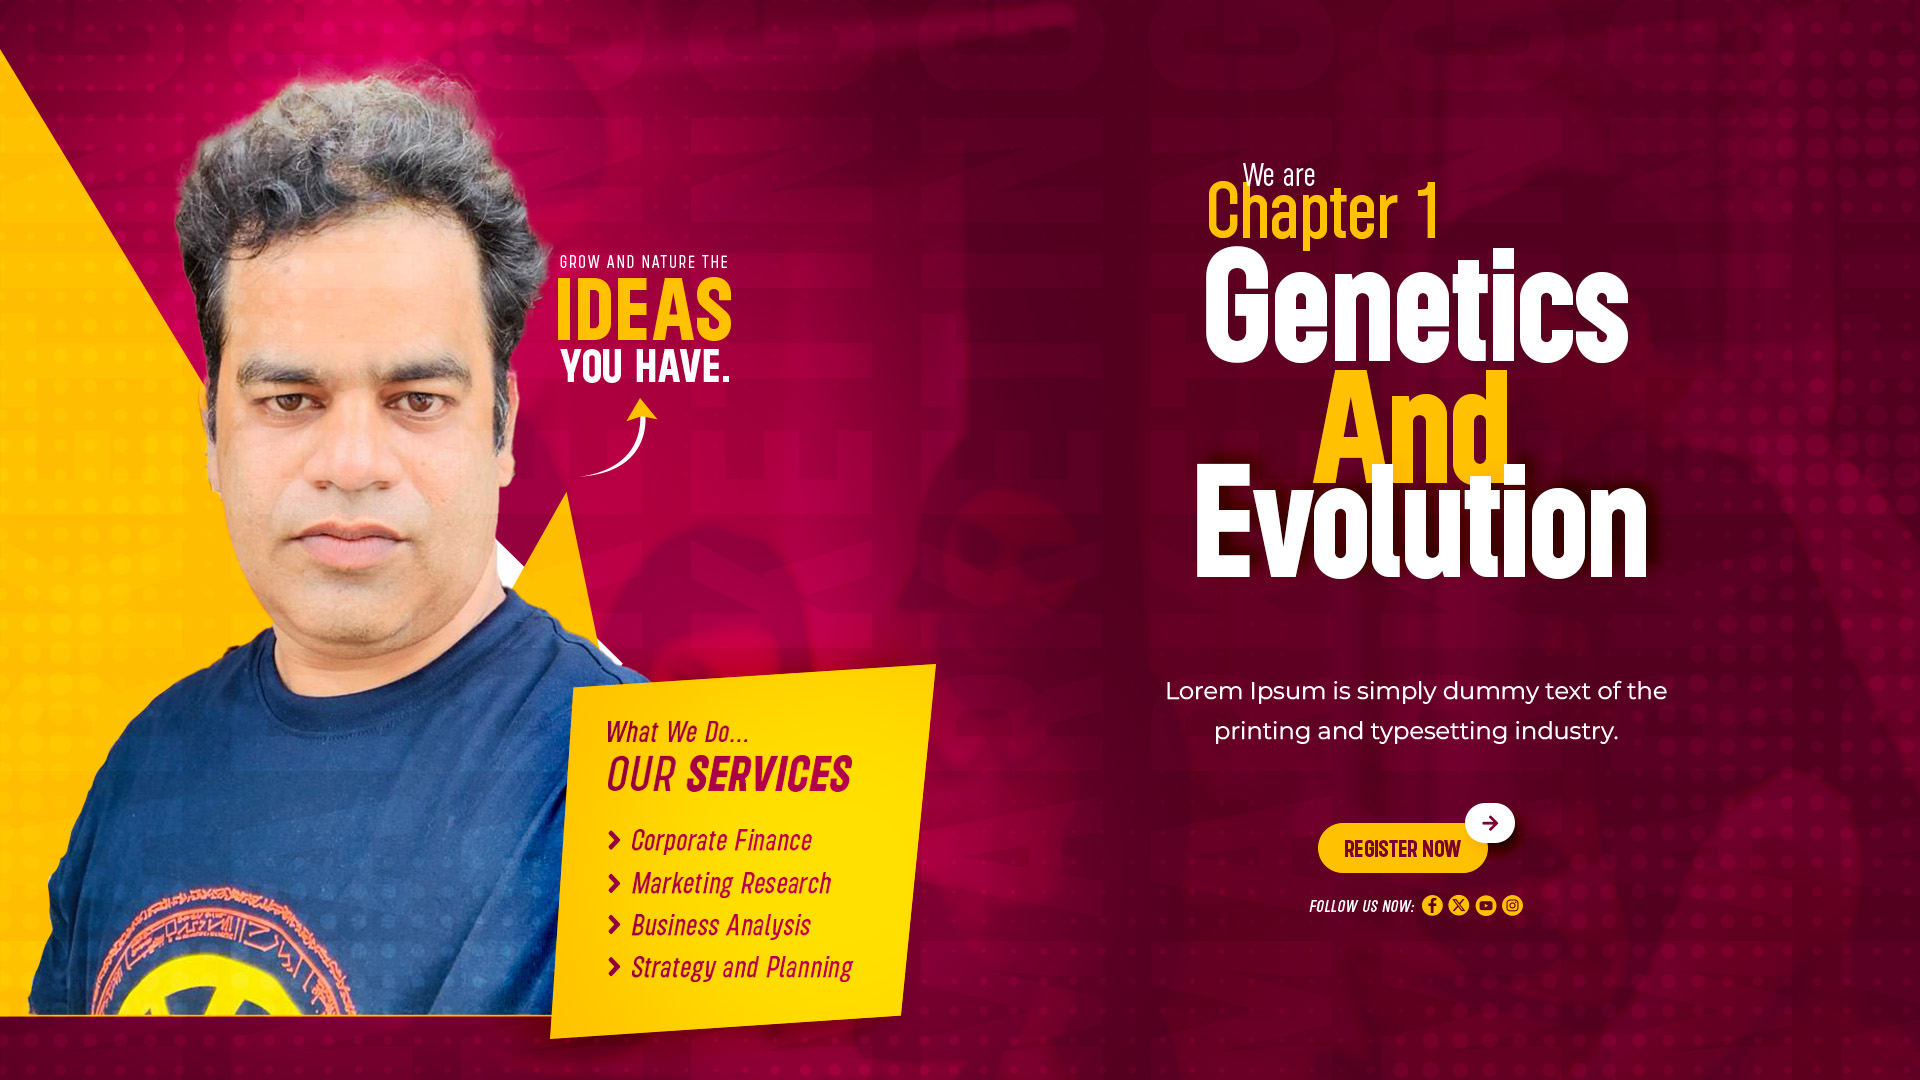 GROW AND NATURE THE
IDEAS
YOU HAVE.
What We Do...
OUR SERVICES
Corporate Finance
Marketing Research
Business Analysis
Strategy and Planning
We are
Chapter 1
Genetics
And
Evolution
Lorem Ipsum is simply dummy text of the
printing and typesetting industry.
REGISTER NOW
FOLLOW US NOW: